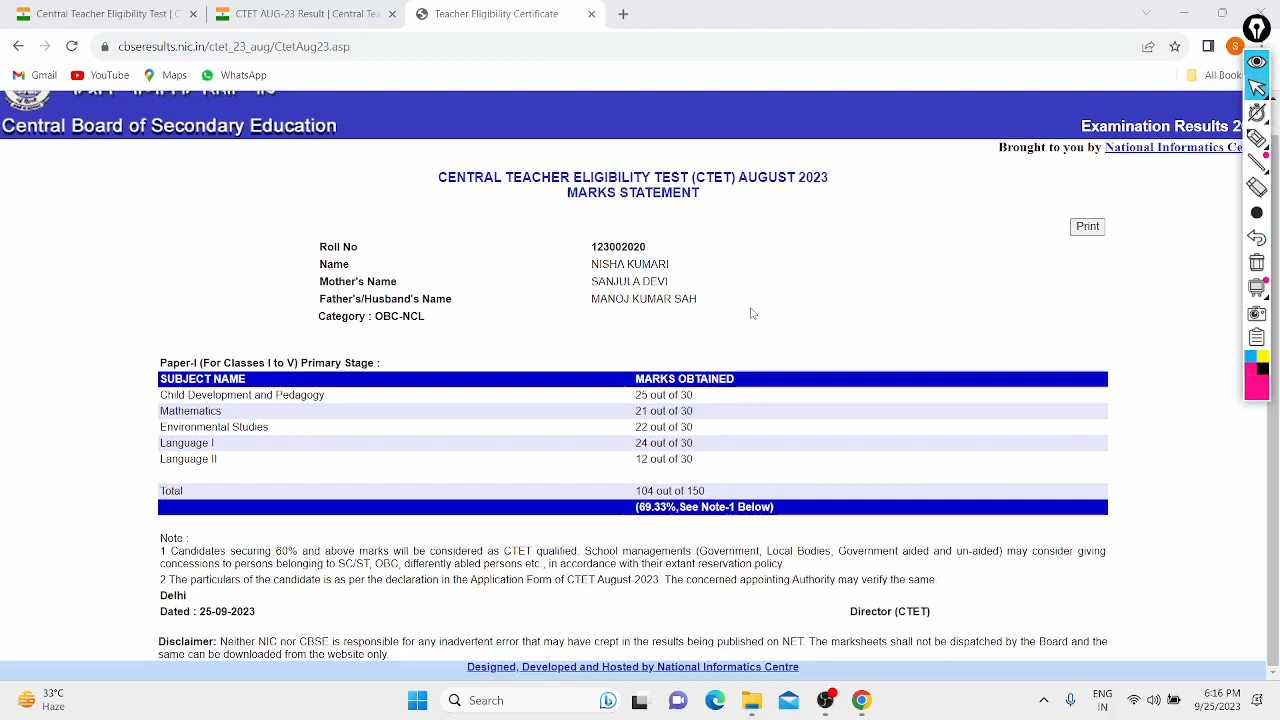 Central Teacher Eligibility Test |
CTET AUG-23 Result | Central Tea
Teacher Eligibility Certificate
cbseresults.nic.in/ctet_23_aug/CtetAug23.asp
S
Gmail
YouTube
Maps
WhatsApp
All Book
Central Board of Secondary Education
Examination Results 20
Brought to you by National Informatics Ce
CENTRAL TEACHER ELIGIBILITY TEST (CTET) AUGUST 2023
MARKS STATEMENT
Print
Roll No 123002020
Name NISHA KUMARI
Mother's Name SANJULA DEVI
Father's/Husband's Name MANOJ KUMAR SAH
Category : OBC-NCL
Paper-I (For Classes I to V) Primary Stage :
SUBJECT NAME MARKS OBTAINED
Child Development and Pedagogy 25 out of 30
Mathematics 21 out of 30
Environmental Studies 22 out of 30
Language I 24 out of 30
Language II 12 out of 30
Total 104 out of 150
(69.33%,See Note-1 Below)
Note :
1 Candidates securing 60% and above marks will be considered as CTET qualified. School managements (Government, Local Bodies, Government aided and un-aided) may consider giving
concessions to persons belonging to SC/ST, OBC, differently abled persons etc., in accordance with their extant reservation policy.
2 The particulars of the candidate is as per the declaration in the Application Form of CTET August-2023. The concerned appointing Authority may verify the same.
Delhi
Dated : 25-09-2023 Director (CTET)
Disclaimer: Neither NIC nor CBSE is responsible for any inadvertent error that may have crept in the results being published on NET. The marksheets shall not be dispatched by the Board and the
same can be downloaded from the website only.
Designed, Developed and Hosted by National Informatics Centre
33°C
Haze
Search
ENG
IN
6:16 PM
9/25/2023